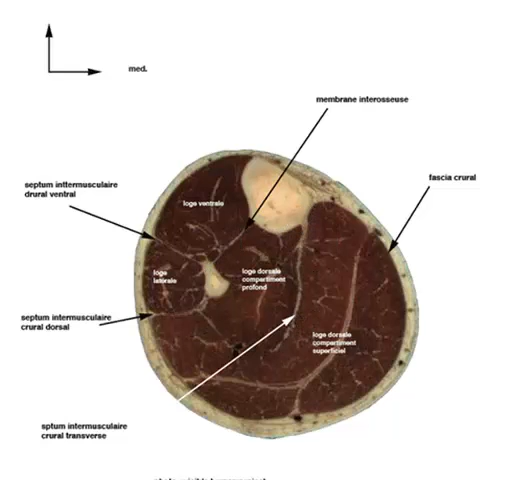 med.
membrane interosseuse
fascia crural
septum inttermusculaire
drural ventral
loge ventrale
loge
latorale
loge dorsale
compartiment
profond
septum intermusculaire
crural dorsal
loge dorsale
compartiment
superficiel
sptum intermusculaire
crural transverse